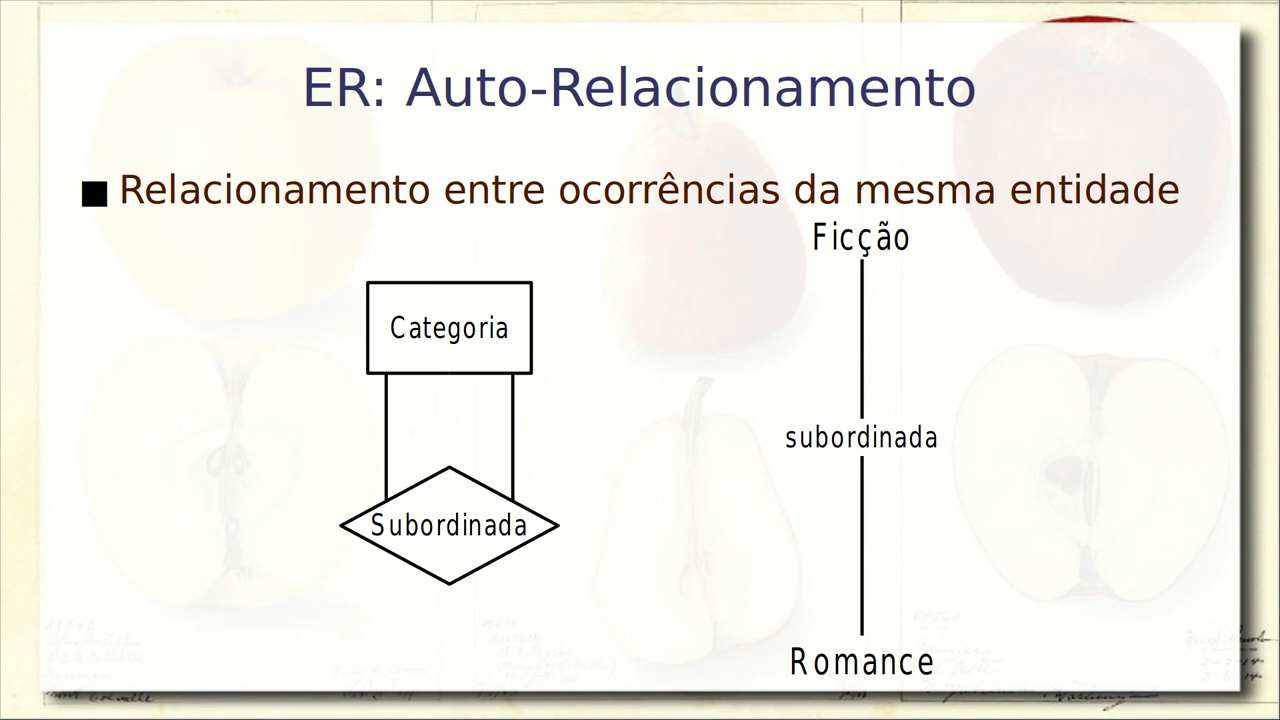 ER: Auto-Relacionamento
■ Relacionamento entre ocorrências da mesma entidade
Categoria
Subordinada
Ficção
subordinada
Romance